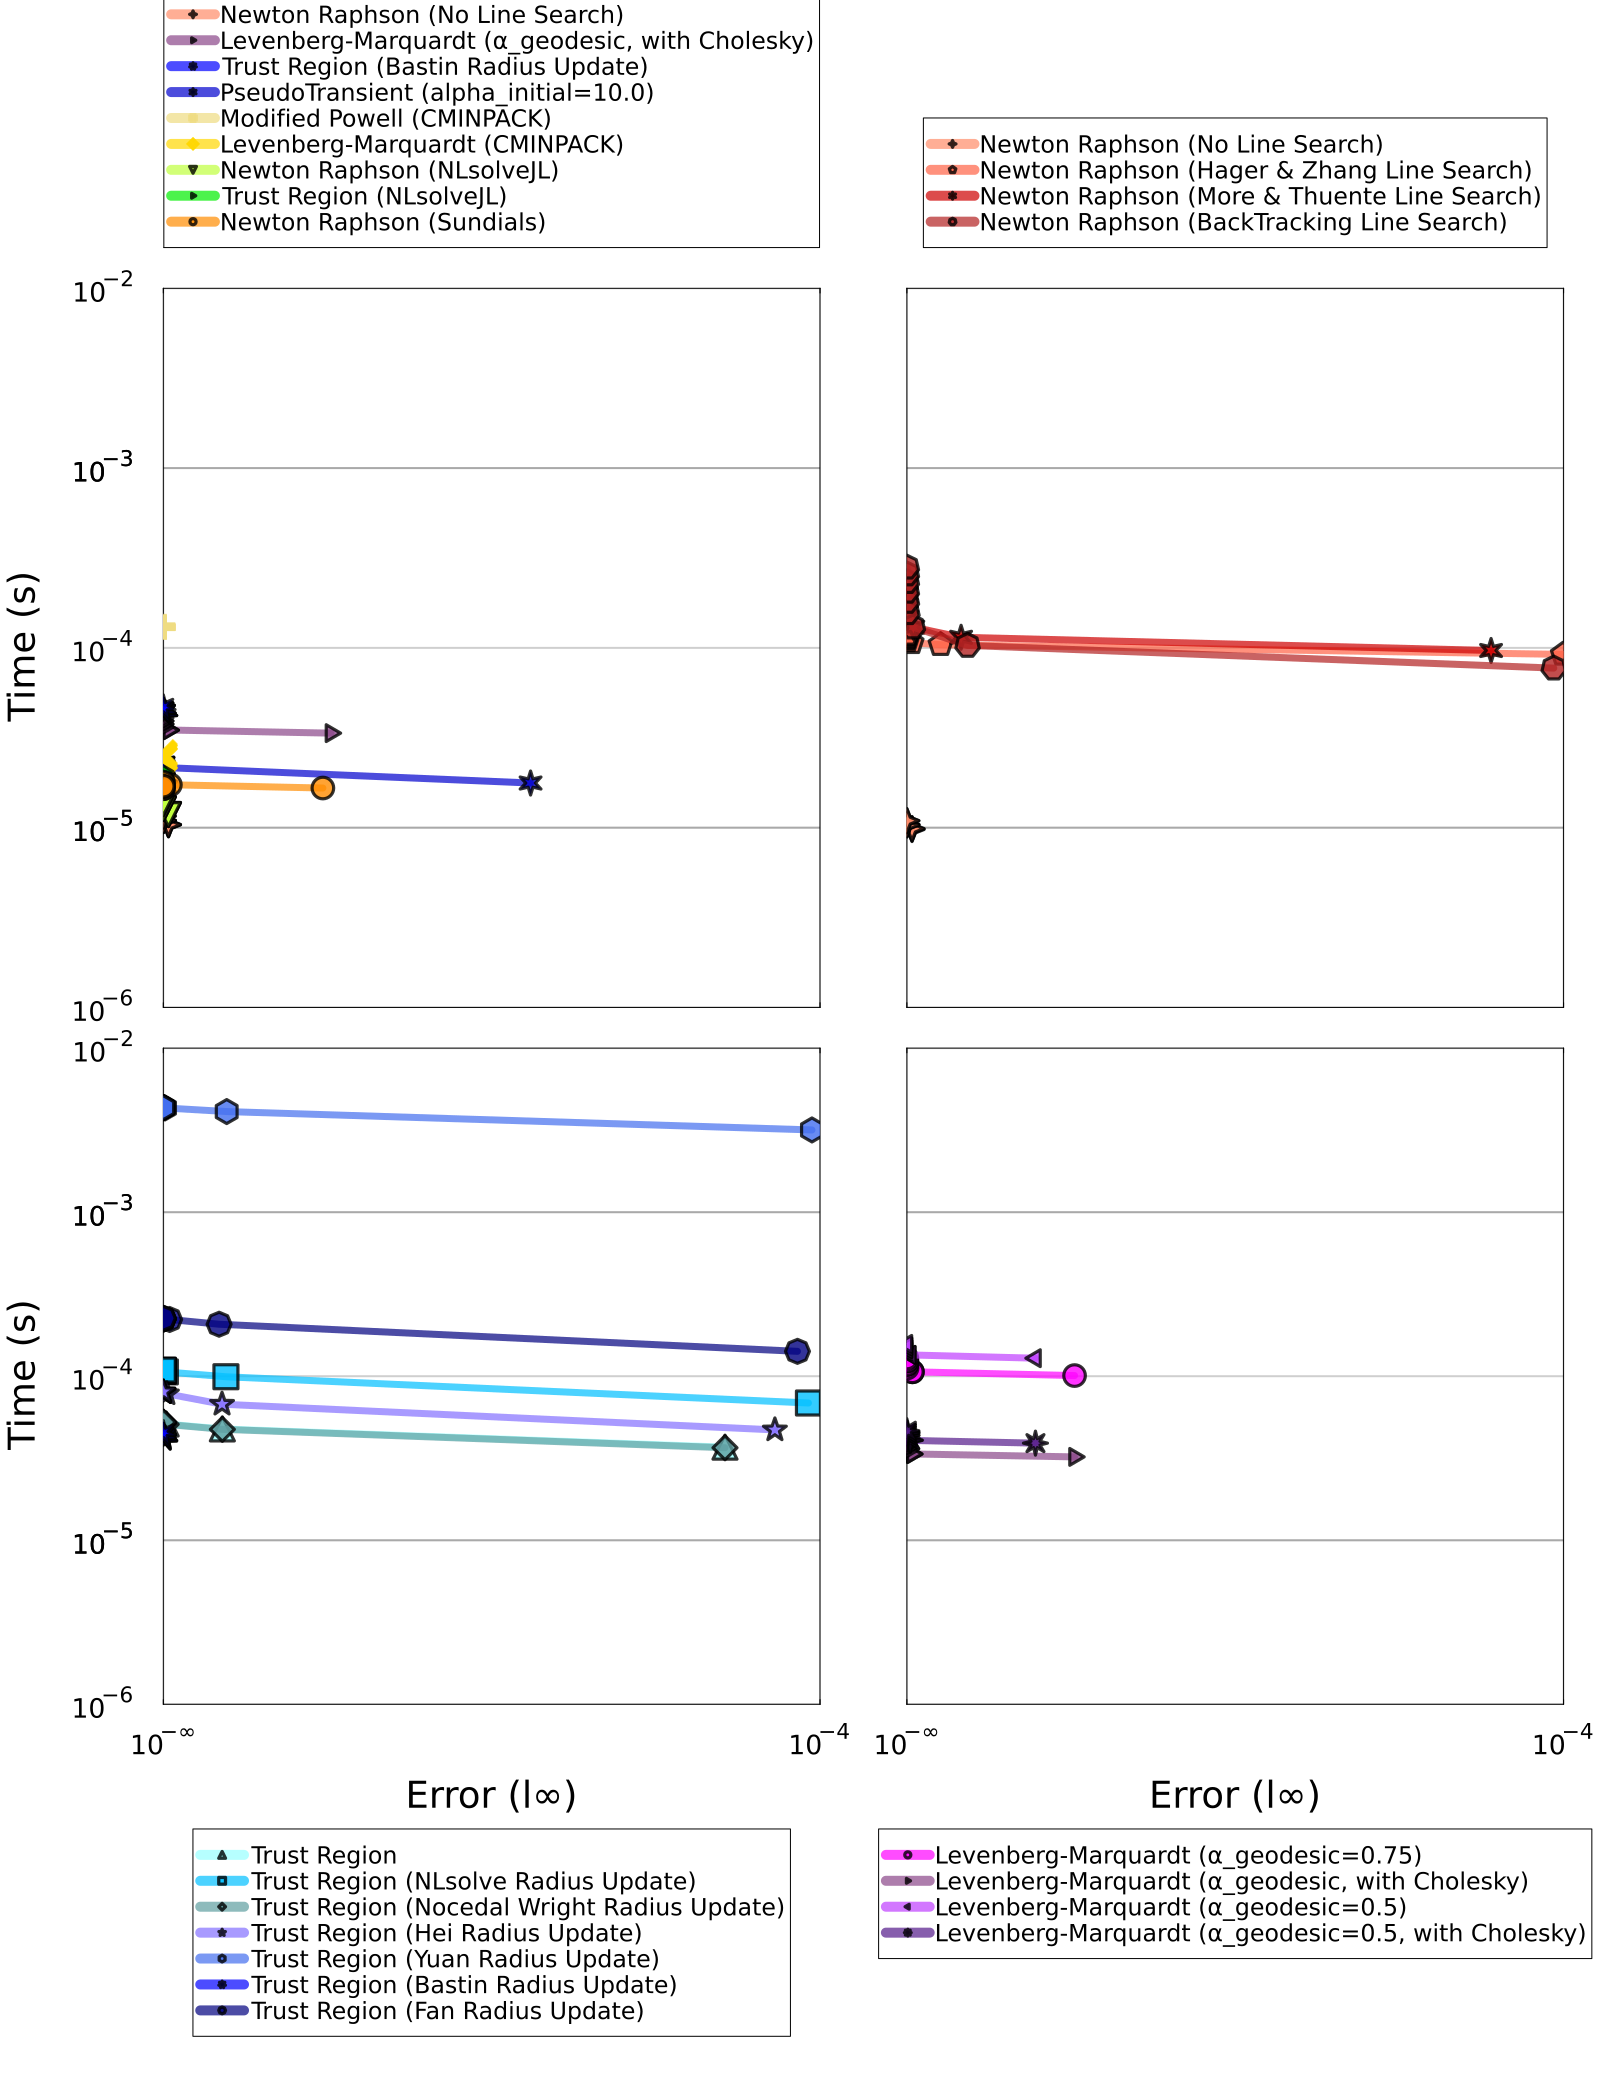 Newton Raphson (No Line Search)
Levenberg-Marquardt (α_geodesic, with Cholesky)
Trust Region (Bastin Radius Update)
PseudoTransient (alpha_initial=10.0)
Modified Powell (CMINPACK)
Levenberg-Marquardt (CMINPACK)
Newton Raphson (NLsolveJL)
Trust Region (NLsolveJL)
Newton Raphson (Sundials)
Newton Raphson (No Line Search)
Newton Raphson (Hager & Zhang Line Search)
Newton Raphson (More & Thuente Line Search)
Newton Raphson (BackTracking Line Search)
10⁻²
10⁻³
10⁻⁴
10⁻⁵
10⁻⁶
Time (s)
10⁻²
10⁻³
10⁻⁴
10⁻⁵
10⁻⁶
Time (s)
10^−∞
10⁻⁴
10^−∞
10⁻⁴
Error (l∞)
Error (l∞)
Trust Region
Trust Region (NLsolve Radius Update)
Trust Region (Nocedal Wright Radius Update)
Trust Region (Hei Radius Update)
Trust Region (Yuan Radius Update)
Trust Region (Bastin Radius Update)
Trust Region (Fan Radius Update)
Levenberg-Marquardt (α_geodesic=0.75)
Levenberg-Marquardt (α_geodesic, with Cholesky)
Levenberg-Marquardt (α_geodesic=0.5)
Levenberg-Marquardt (α_geodesic=0.5, with Cholesky)